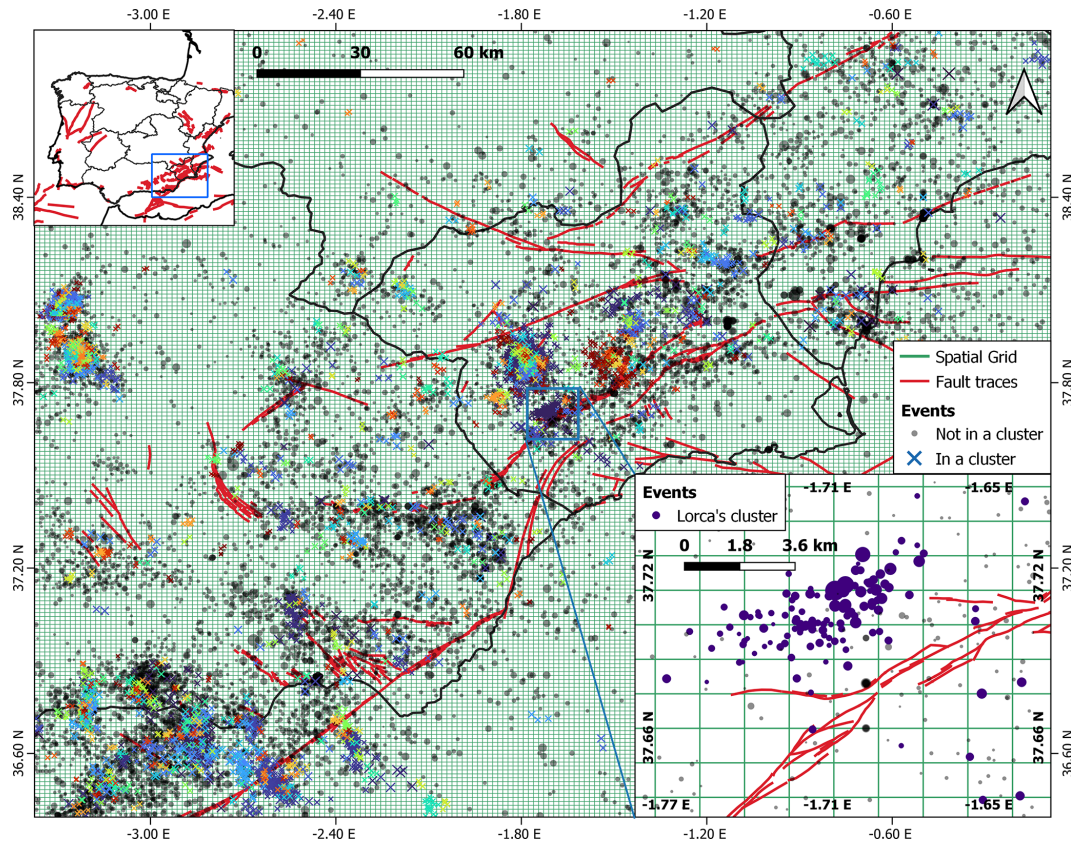 -3.00 E -2.40 E -1.80 E -1.20 E -0.60 E
0 30 60 km
38.40 N 38.40 N
37.80 N 37.80 N
Spatial Grid
Fault traces
Events
Not in a cluster
In a cluster
37.20 N 37.20 N
36.60 N 36.60 N
Events
Lorca's cluster
-1.71 E -1.65 E
0 1.8 3.6 km
37.72 N 37.72 N
37.66 N 37.66 N
-1.77 E -1.71 E -1.65 E
-3.00 E -2.40 E -1.80 E -1.20 E -0.60 E